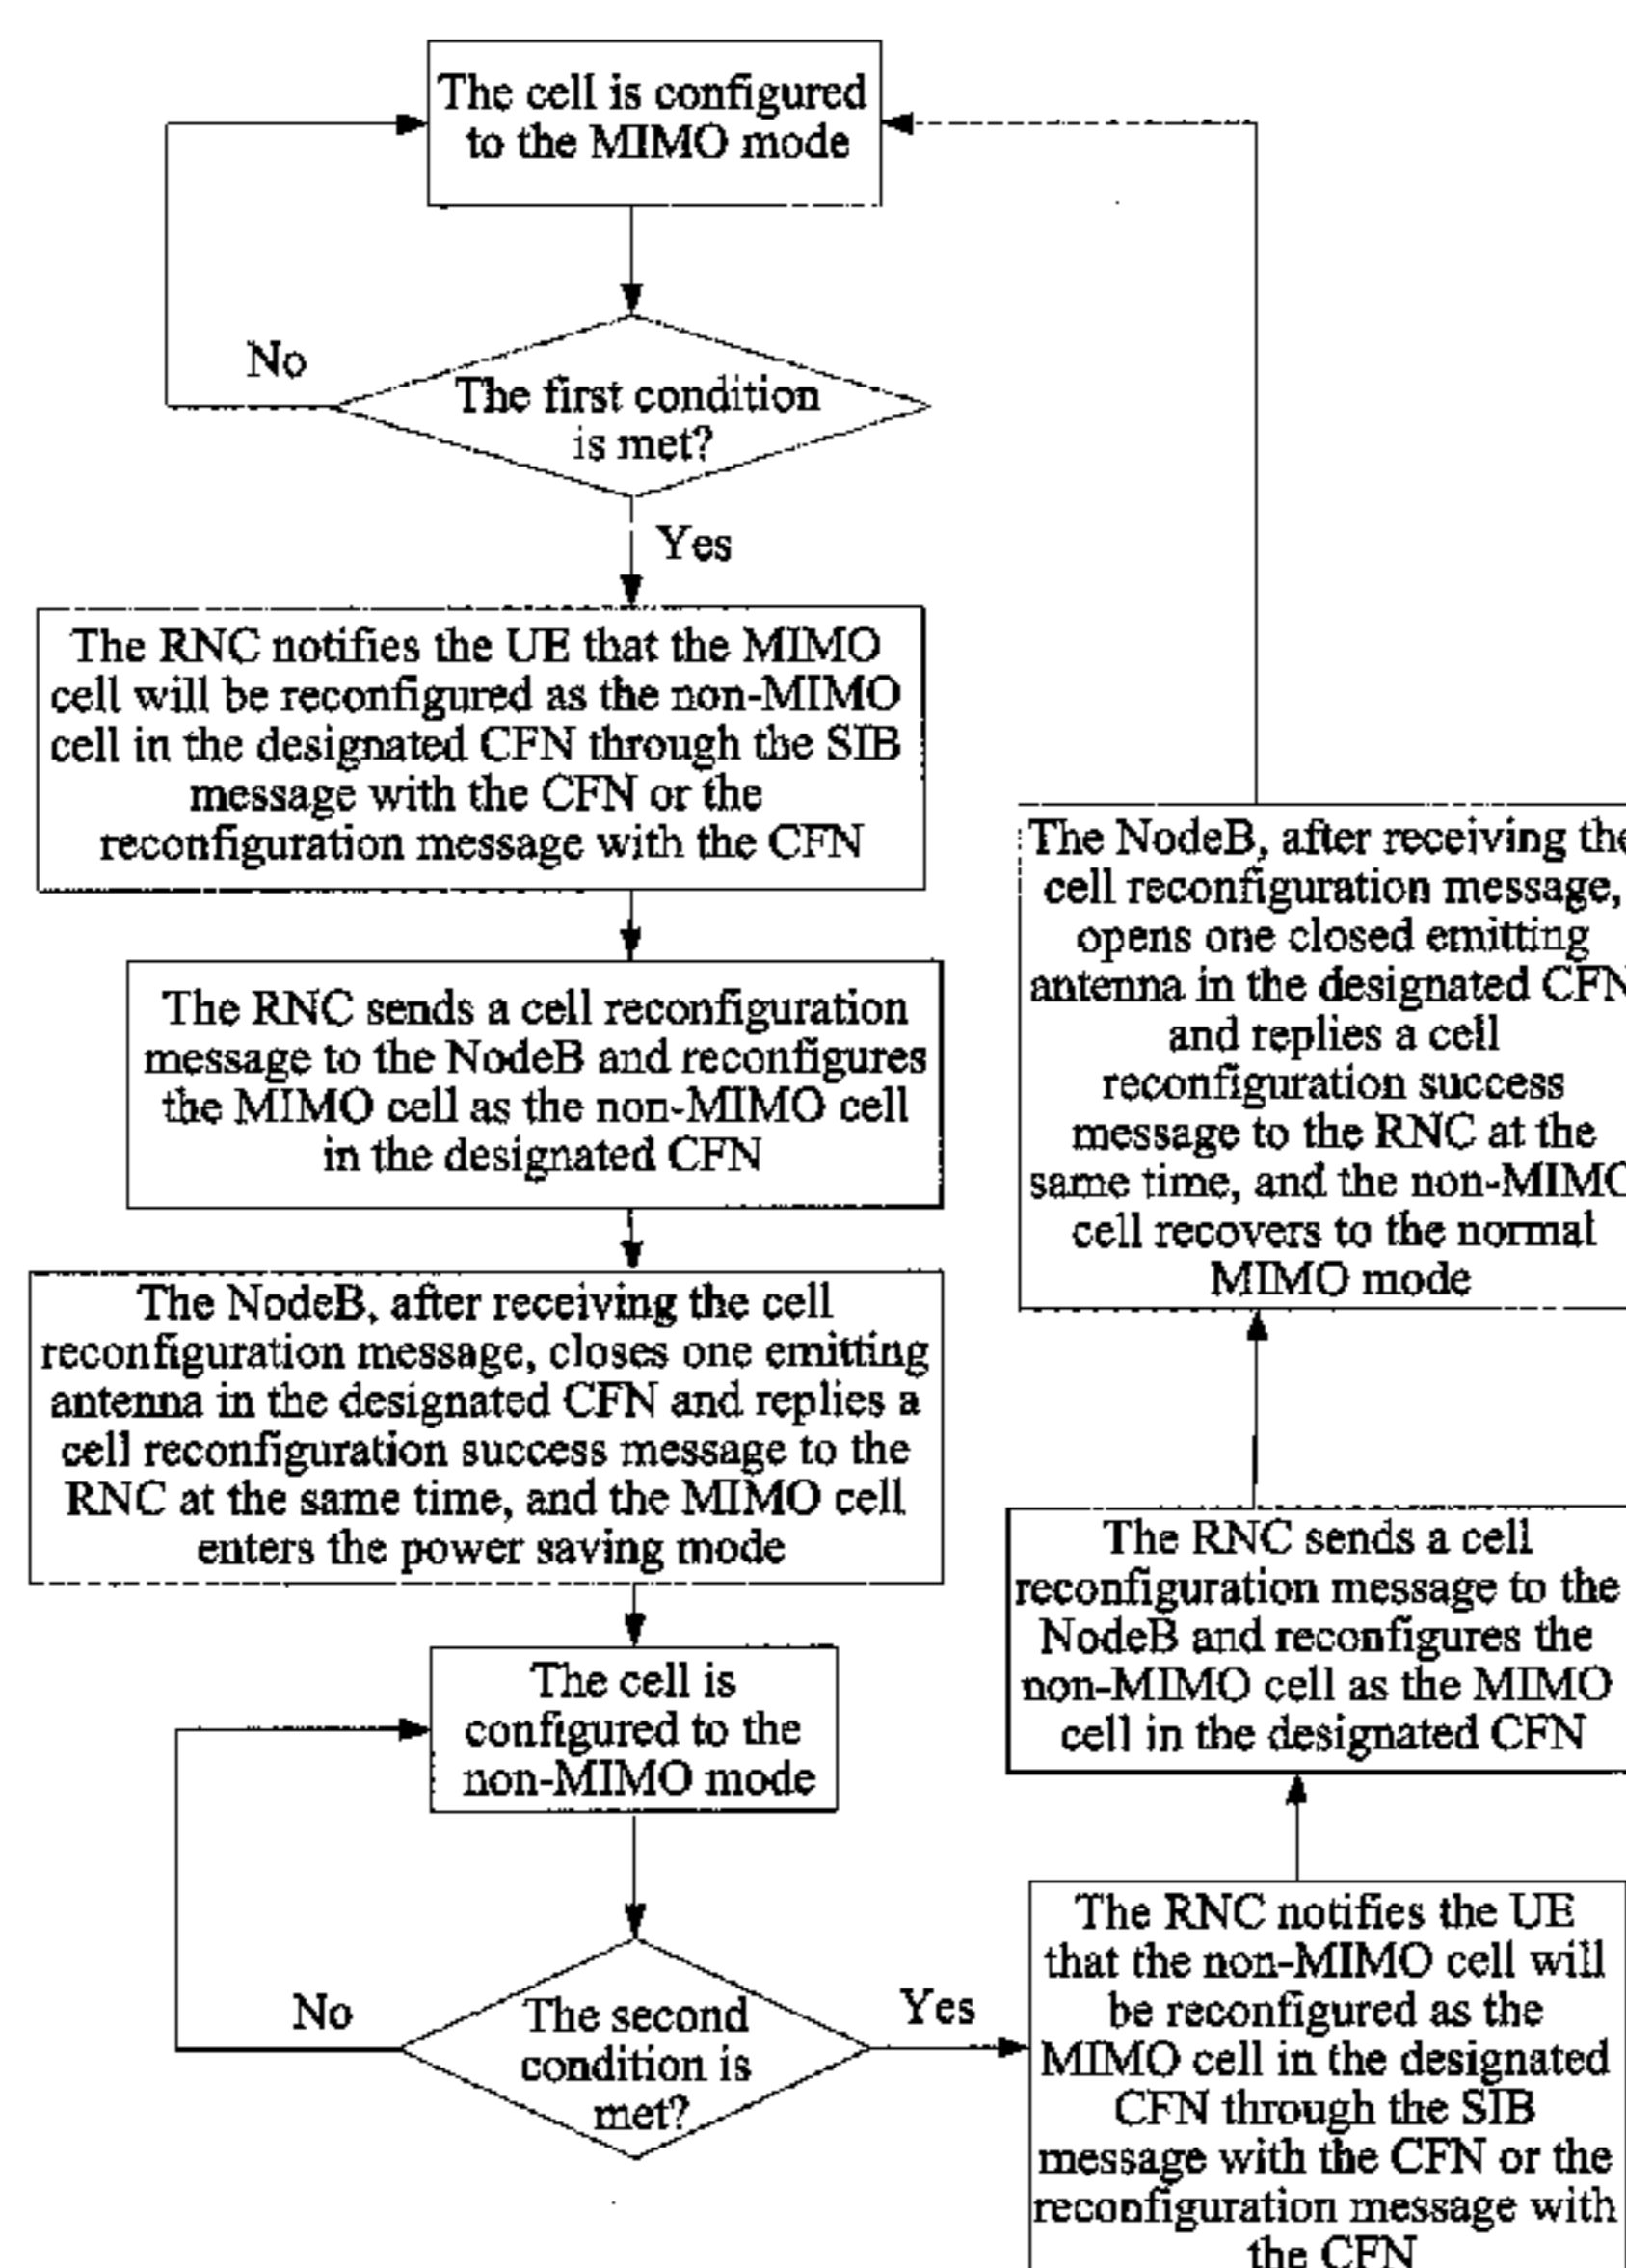 The cell is configured
to the MIMO mode
No
The first condition
is met?
Yes
The RNC notifies the UE that the MIMO
cell will be reconfigured as the non-MIMO
cell in the designated CFN through the SIB
message with the CFN or the
reconfiguration message with the CFN
The RNC sends a cell reconfiguration
message to the NodeB and reconfigures
the MIMO cell as the non-MIMO cell
in the designated CFN
The NodeB, after receiving the cell
reconfiguration message, closes one emitting
antenna in the designated CFN and replies a
cell reconfiguration success message to the
RNC at the same time, and the MIMO cell
enters the power saving mode
The cell is
configured to the
non-MIMO mode
No
The second
condition is
met?
Yes
The RNC notifies the UE
that the non-MIMO cell will
be reconfigured as the
MIMO cell in the designated
CFN through the SIB
message with the CFN or the
reconfiguration message with
the CFN
The RNC sends a cell
reconfiguration message to the
NodeB and reconfigures the
non-MIMO cell as the MIMO
cell in the designated CFN
The NodeB, after receiving the
cell reconfiguration message,
opens one closed emitting
antenna in the designated CFN
and replies a cell
reconfiguration success
message to the RNC at the
same time, and the non-MIMO
cell recovers to the normal
MIMO mode